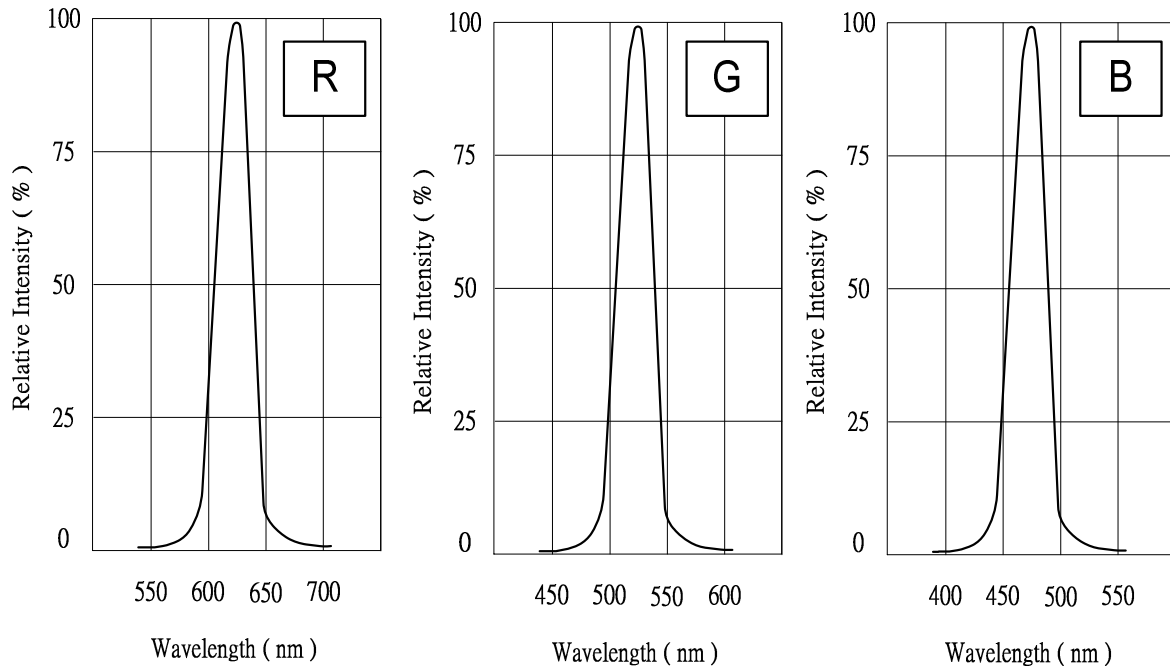 R
100
75
50
25
0
Relative Intensity ( % )
550 600 650 700
Wavelength ( nm )
G
100
75
50
25
0
Relative Intensity ( % )
450 500 550 600
Wavelength ( nm )
B
100
75
50
25
0
Relative Intensity ( % )
400 450 500 550
Wavelength ( nm )